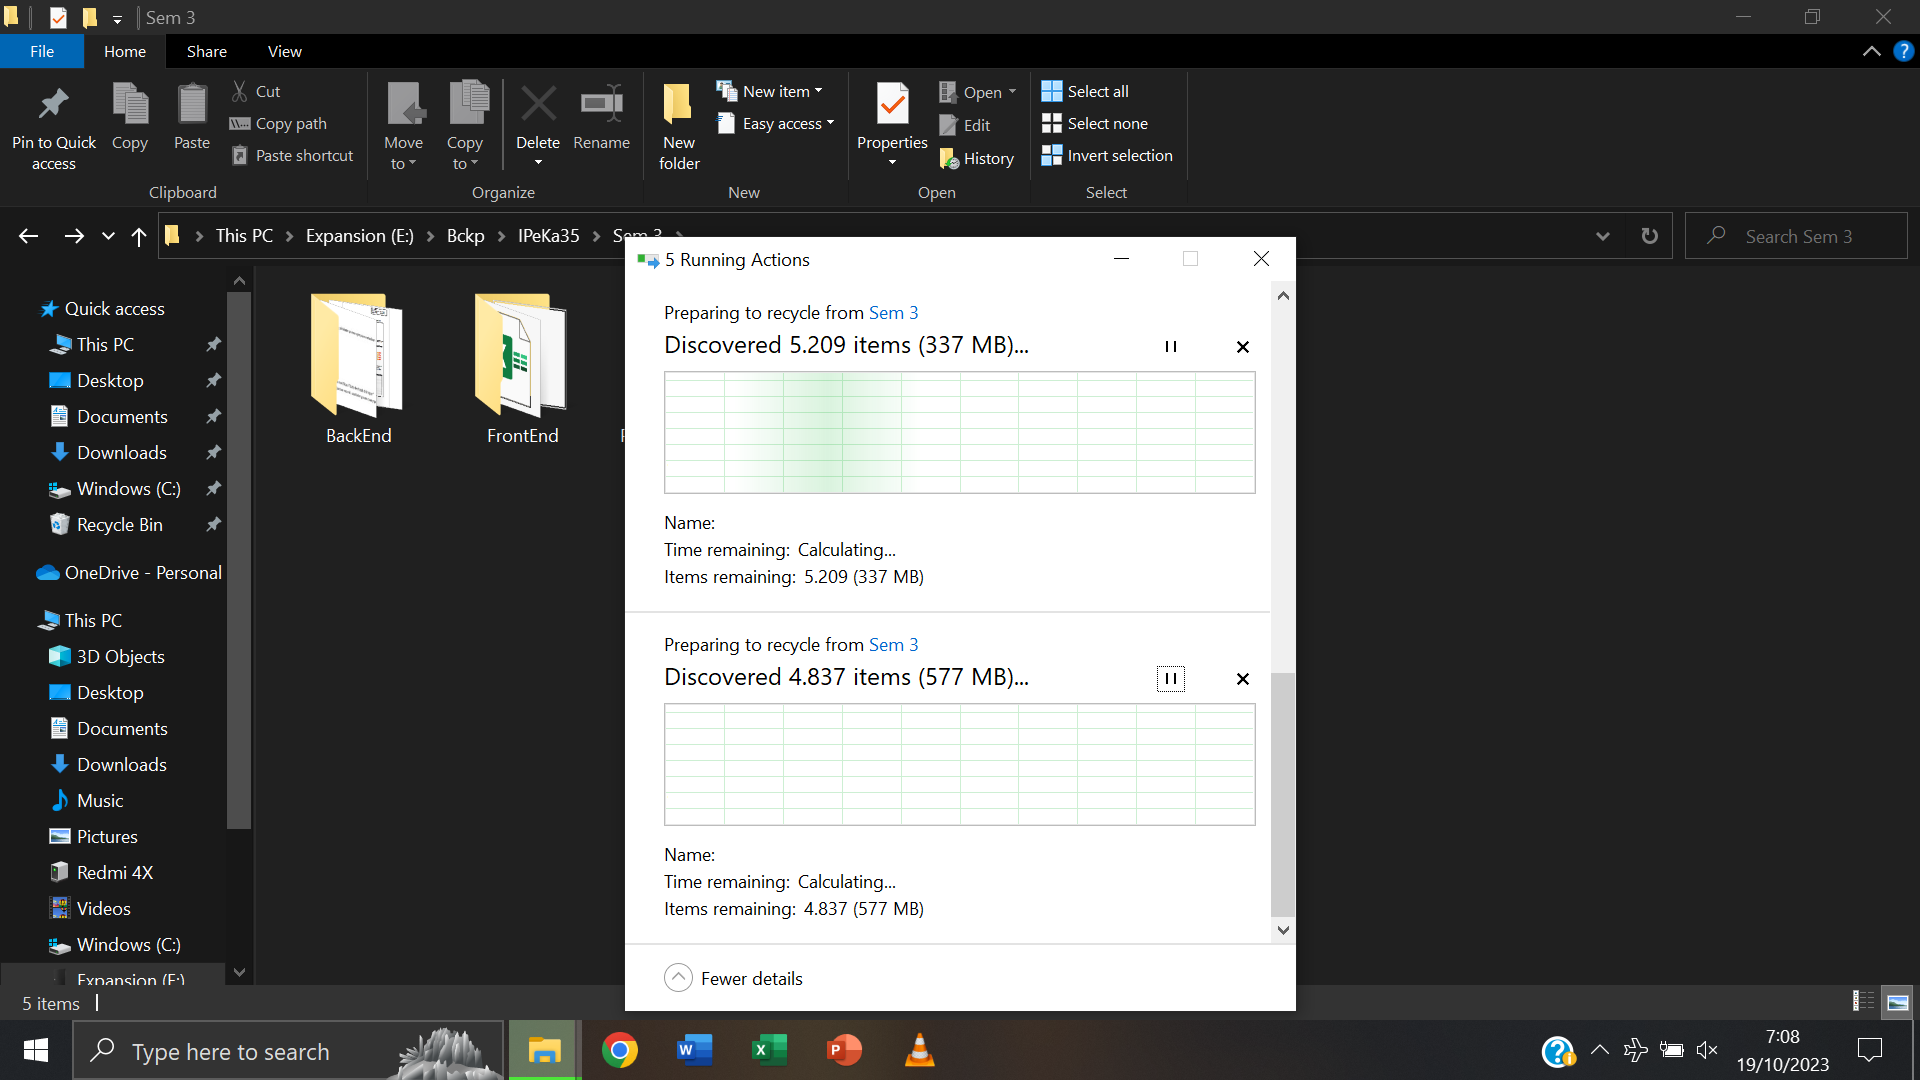 Sem 3
File
Home
Share
View
Pin to Quick
access
Copy
Paste
Cut
Copy path
Paste shortcut
Clipboard
Move
to
Copy
to
Delete
Rename
Organize
New
folder
New item
Easy access
New
Properties
Open
Edit
History
Open
Select all
Select none
Invert selection
Select
This PC
Expansion (E:)
Bckp
IPeKa35
Sem 3
Search Sem 3
Quick access
This PC
Desktop
Documents
Downloads
Windows (C:)
Recycle Bin
OneDrive - Personal
This PC
3D Objects
Desktop
Documents
Downloads
Music
Pictures
Redmi 4X
Videos
Windows (C:)
Expansion (E:)
BackEnd
FrontEnd
5 Running Actions
Preparing to recycle from Sem 3
Discovered 5.209 items (337 MB)...
Name:
Time remaining: Calculating...
Items remaining: 5.209 (337 MB)
Preparing to recycle from Sem 3
Discovered 4.837 items (577 MB)...
Name:
Time remaining: Calculating...
Items remaining: 4.837 (577 MB)
Fewer details
5 items
Type here to search
7:08
19/10/2023